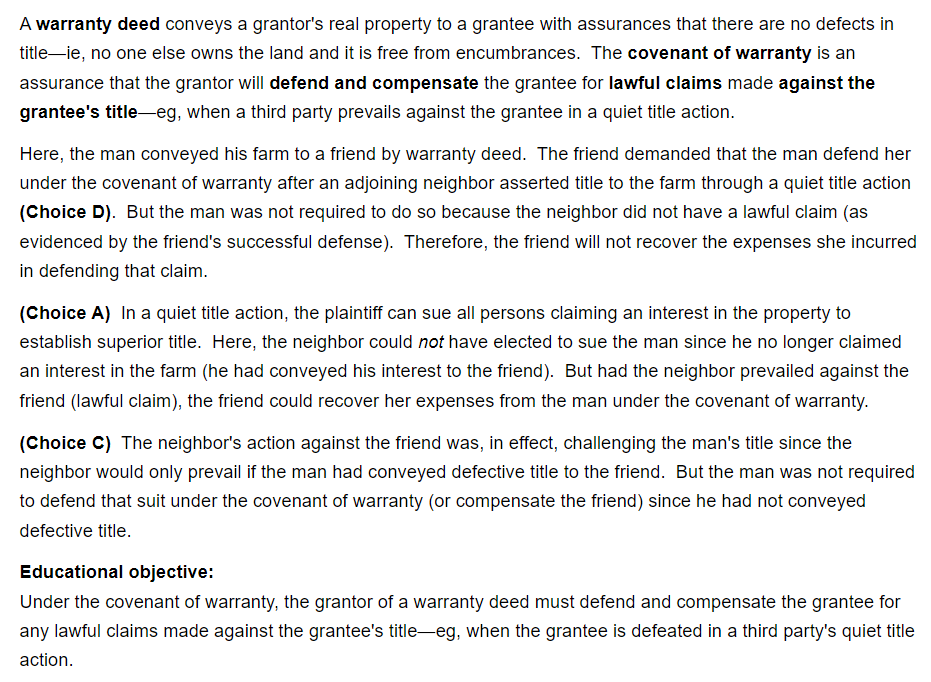 A warranty deed conveys a grantor's real property to a grantee with assurances that there are no defects in
title—ie, no one else owns the land and it is free from encumbrances.  The covenant of warranty is an
assurance that the grantor will defend and compensate the grantee for lawful claims made against the
grantee's title—eg, when a third party prevails against the grantee in a quiet title action.
Here, the man conveyed his farm to a friend by warranty deed.  The friend demanded that the man defend her
under the covenant of warranty after an adjoining neighbor asserted title to the farm through a quiet title action
(Choice D).  But the man was not required to do so because the neighbor did not have a lawful claim (as
evidenced by the friend's successful defense).  Therefore, the friend will not recover the expenses she incurred
in defending that claim.
(Choice A)  In a quiet title action, the plaintiff can sue all persons claiming an interest in the property to
establish superior title.  Here, the neighbor could not have elected to sue the man since he no longer claimed
an interest in the farm (he had conveyed his interest to the friend).  But had the neighbor prevailed against the
friend (lawful claim), the friend could recover her expenses from the man under the covenant of warranty.
(Choice C)  The neighbor's action against the friend was, in effect, challenging the man's title since the
neighbor would only prevail if the man had conveyed defective title to the friend.  But the man was not required
to defend that suit under the covenant of warranty (or compensate the friend) since he had not conveyed
defective title.
Educational objective:
Under the covenant of warranty, the grantor of a warranty deed must defend and compensate the grantee for
any lawful claims made against the grantee's title—eg, when the grantee is defeated in a third party's quiet title
action.